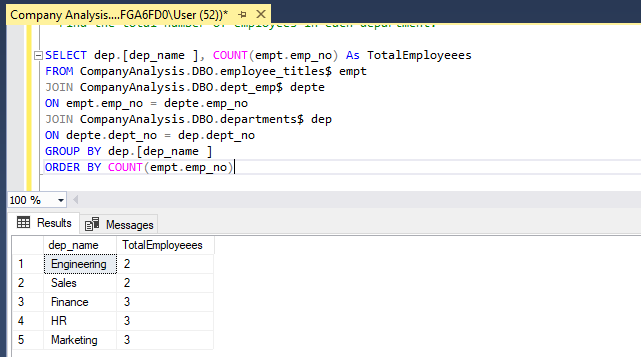 Company Analysis....FGA6FD0\User (52))*
Find the total number of employees in each department.
SELECT dep.[dep_name ], COUNT(empt.emp_no) As TotalEmployeees
FROM CompanyAnalysis.DBO.employee_titles$ empt
JOIN CompanyAnalysis.DBO.dept_emp$ depte
ON empt.emp_no = depte.emp_no
JOIN CompanyAnalysis.DBO.departments$ dep
ON depte.dept_no = dep.dept_no
GROUP BY dep.[dep_name ]
ORDER BY COUNT(empt.emp_no)
100 %
Results Messages
dep_name TotalEmployeees
1 Engineering 2
2 Sales 2
3 Finance 3
4 HR 3
5 Marketing 3